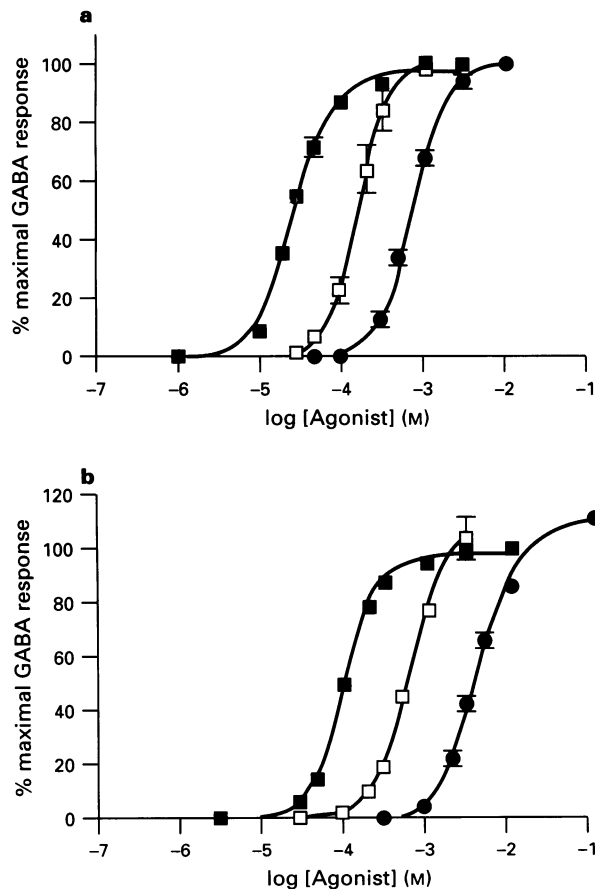 a
% maximal GABA response
100
80
60
40
20
0
–7 –6 –5 –4 –3 –2 –1
log [Agonist] (M)
b
% maximal GABA response
120
100
80
60
40
20
0
–7 –6 –5 –4 –3 –2 –1
log [Agonist] (M)